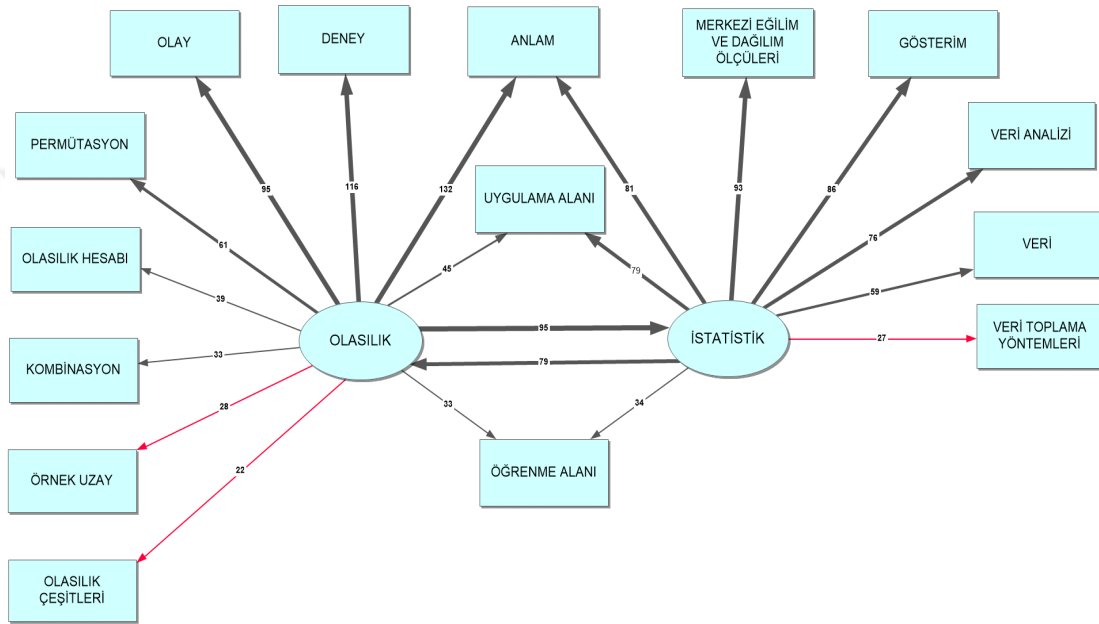 OLAY
DENEY
ANLAM
MERKEZİ EĞİLİM
VE DAĞILIM
ÖLÇÜLERİ
GÖSTERİM
PERMÜTASYON
VERİ ANALİZİ
UYGULAMA ALANI
OLASILIK HESABI
VERİ
KOMBİNASYON
OLASILIK
İSTATİSTİK
VERİ TOPLAMA
YÖNTEMLERİ
ÖRNEK UZAY
ÖĞRENME ALANI
OLASILIK
ÇEŞİTLERİ
95
116
132
81
93
86
76
61
45
79
59
39
33
95
27
79
28
33
34
22